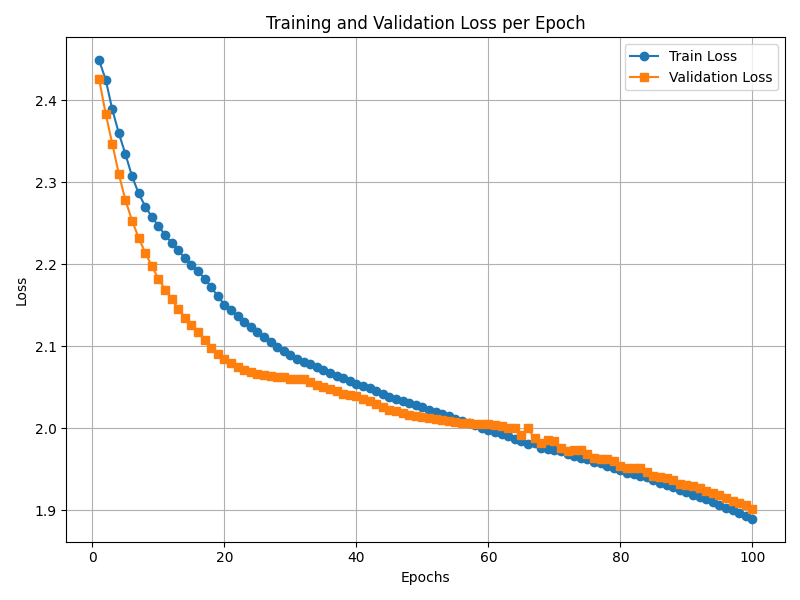 Training and Validation Loss per Epoch
Train Loss
Validation Loss
2.4
2.3
2.2
2.1
2.0
1.9
Loss
0
20
40
60
80
100
Epochs